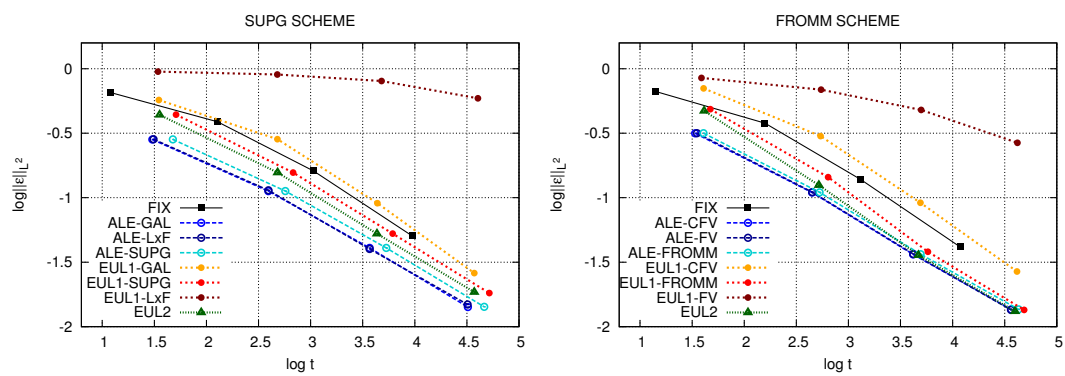 SUPG SCHEME
0
-0.5
-1
-1.5
-2
log||ε||L²
1
1.5
2
2.5
3
3.5
4
4.5
5
log t
FIX
ALE-GAL
ALE-LxF
ALE-SUPG
EUL1-GAL
EUL1-SUPG
EUL1-LxF
EUL2
FROMM SCHEME
0
-0.5
-1
-1.5
-2
log||ε||L²
1
1.5
2
2.5
3
3.5
4
4.5
5
log t
FIX
ALE-CFV
ALE-FV
ALE-FROMM
EUL1-CFV
EUL1-FROMM
EUL1-FV
EUL2